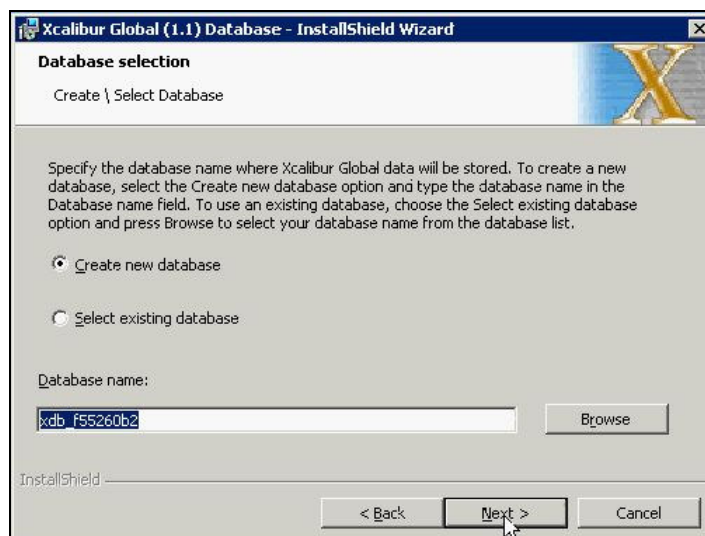 Xcalibur Global (1.1) Database - InstallShield Wizard
Database selection
Create \ Select Database
Specify the database name where Xcalibur Global data will be stored. To create a new
database, select the Create new database option and type the database name in the
Database name field. To use an existing database, choose the Select existing database
option and press Browse to select your database name from the database list.
Create new database
Select existing database
Database name:
xdb_f55260b2
Browse
InstallShield
< Back
Next >
Cancel